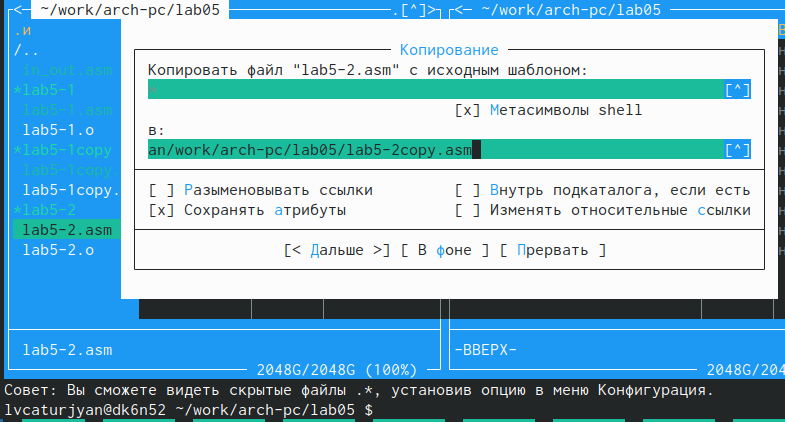 <─ ~/work/arch-pc/lab05 .[^]>
<─ ~/work/arch-pc/lab05
.и
/..
in_out.asm
*lab5-1
lab5-1.asm
lab5-1.o
*lab5-1copy
lab5-1copy.
lab5-1copy.
*lab5-2
lab5-2.asm
lab5-2.o
Копирование
Копировать файл "lab5-2.asm" с исходным шаблоном:
[^]
[x] Метасимволы shell
в:
an/work/arch-pc/lab05/lab5-2copy.asm [^]
[ ] Разыменовывать ссылки [ ] Внутрь подкаталога, если есть
[x] Сохранять атрибуты [ ] Изменять относительные ссылки
[< Дальше >] [ В фоне ] [ Прервать ]
lab5-2.asm
-ВВЕРХ-
2048G/2048G (100%)
2048G/204
Совет: Вы сможете видеть скрытые файлы .*, установив опцию в меню Конфигурация.
lvcaturjyan@dk6n52 ~/work/arch-pc/lab05 $